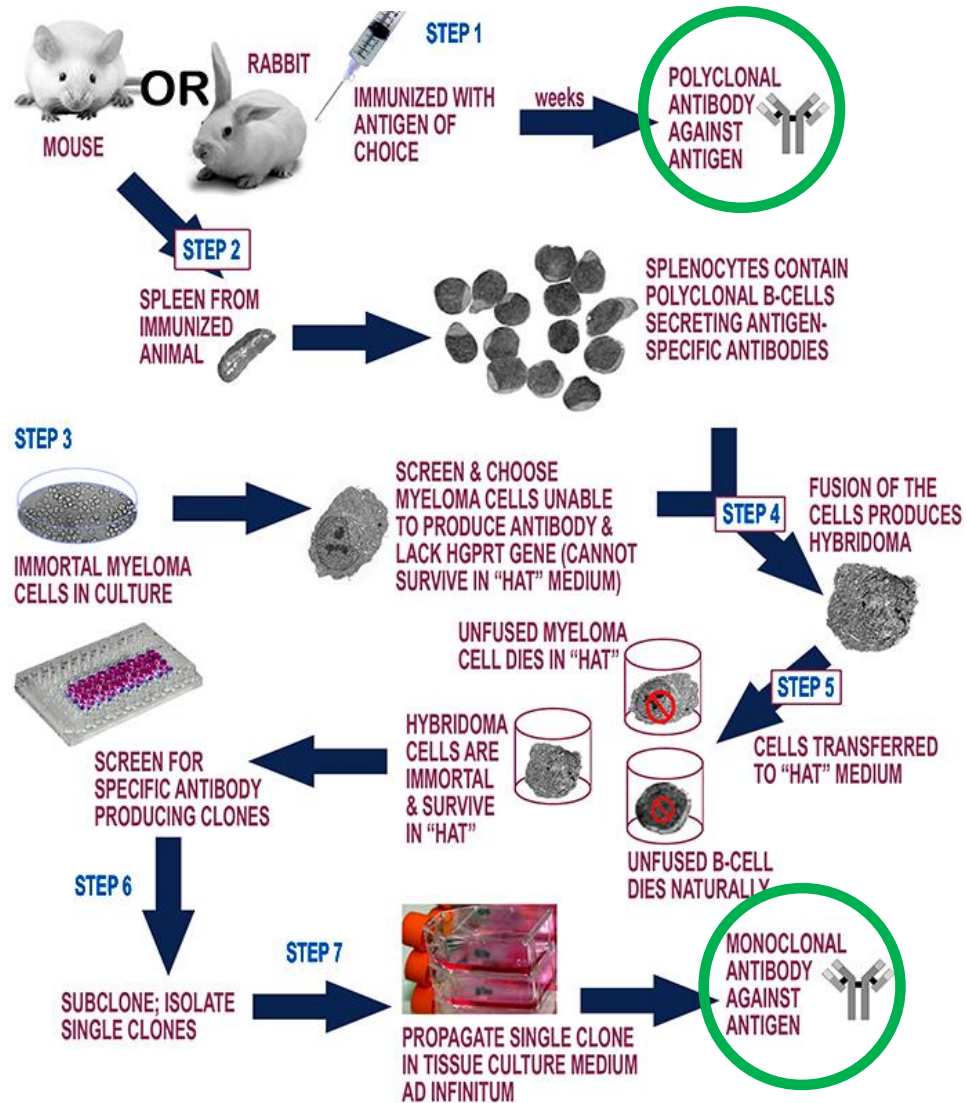 STEP 1
RABBIT
OR
MOUSE
IMMUNIZED WITH
ANTIGEN OF
CHOICE
weeks
POLYCLONAL
ANTIBODY
AGAINST
ANTIGEN
STEP 2
SPLEEN FROM
IMMUNIZED
ANIMAL
SPLENOCYTES CONTAIN
POLYCLONAL B-CELLS
SECRETING ANTIGEN-
SPECIFIC ANTIBODIES
STEP 3
IMMORTAL MYELOMA
CELLS IN CULTURE
SCREEN & CHOOSE
MYELOMA CELLS UNABLE
TO PRODUCE ANTIBODY &
LACK HGPRT GENE (CANNOT
SURVIVE IN “HAT” MEDIUM)
STEP 4
FUSION OF THE
CELLS PRODUCES
HYBRIDOMA
STEP 5
CELLS TRANSFERRED
TO “HAT” MEDIUM
UNFUSED MYELOMA
CELL DIES IN “HAT”
UNFUSED B-CELL
DIES NATURALLY
HYBRIDOMA
CELLS ARE
IMMORTAL
& SURVIVE
IN “HAT”
SCREEN FOR
SPECIFIC ANTIBODY
PRODUCING CLONES
STEP 6
SUBCLONE; ISOLATE
SINGLE CLONES
STEP 7
PROPAGATE SINGLE CLONE
IN TISSUE CULTURE MEDIUM
AD INFINITUM
MONOCLONAL
ANTIBODY
AGAINST
ANTIGEN